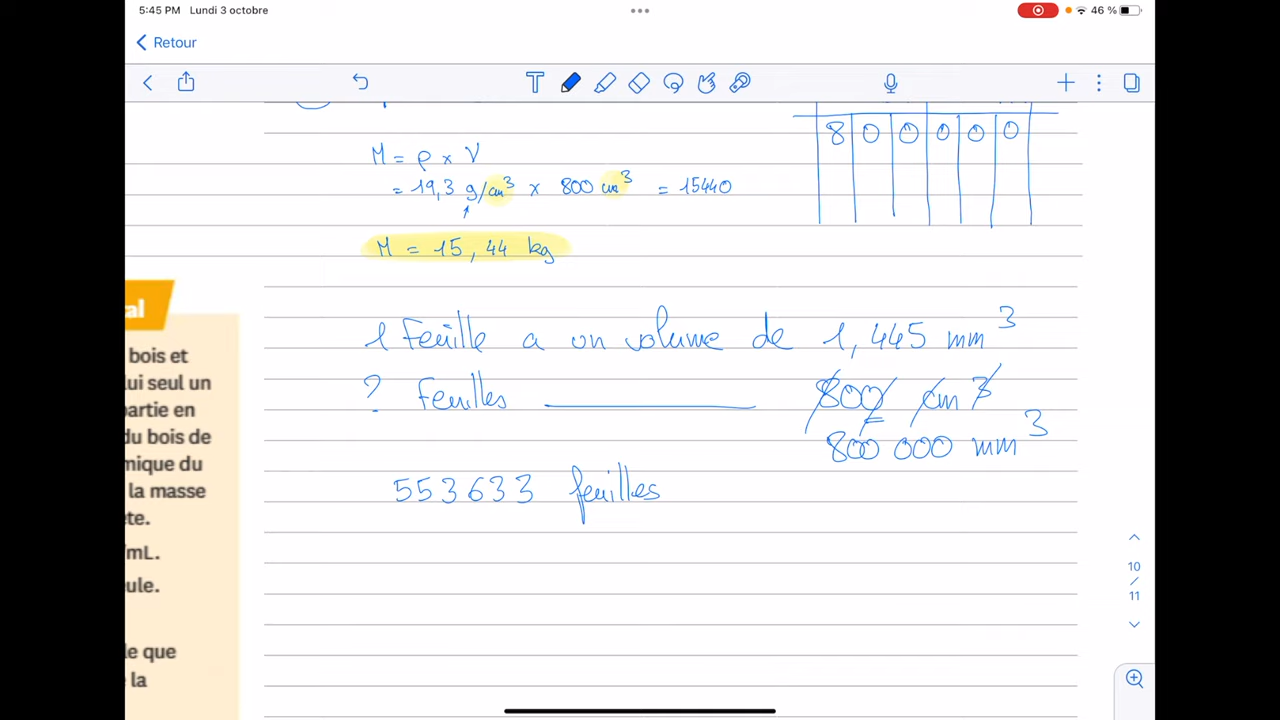 5:45 PM Lundi 3 octobre
46 %
Retour
8 0 0 0 0 0
M = ρ × V
= 19,3 g/cm³ × 800 cm³ = 15440
M = 15,44 kg
1 Feuille a un volume de 1,445 mm³
? Feuilles 800 cm³
=
800 000 mm³
553633 feuilles
al
bois et
lui seul un
partie en
du bois de
mique du
la masse
te.
/mL.
ule.
le que
la
10
/
11